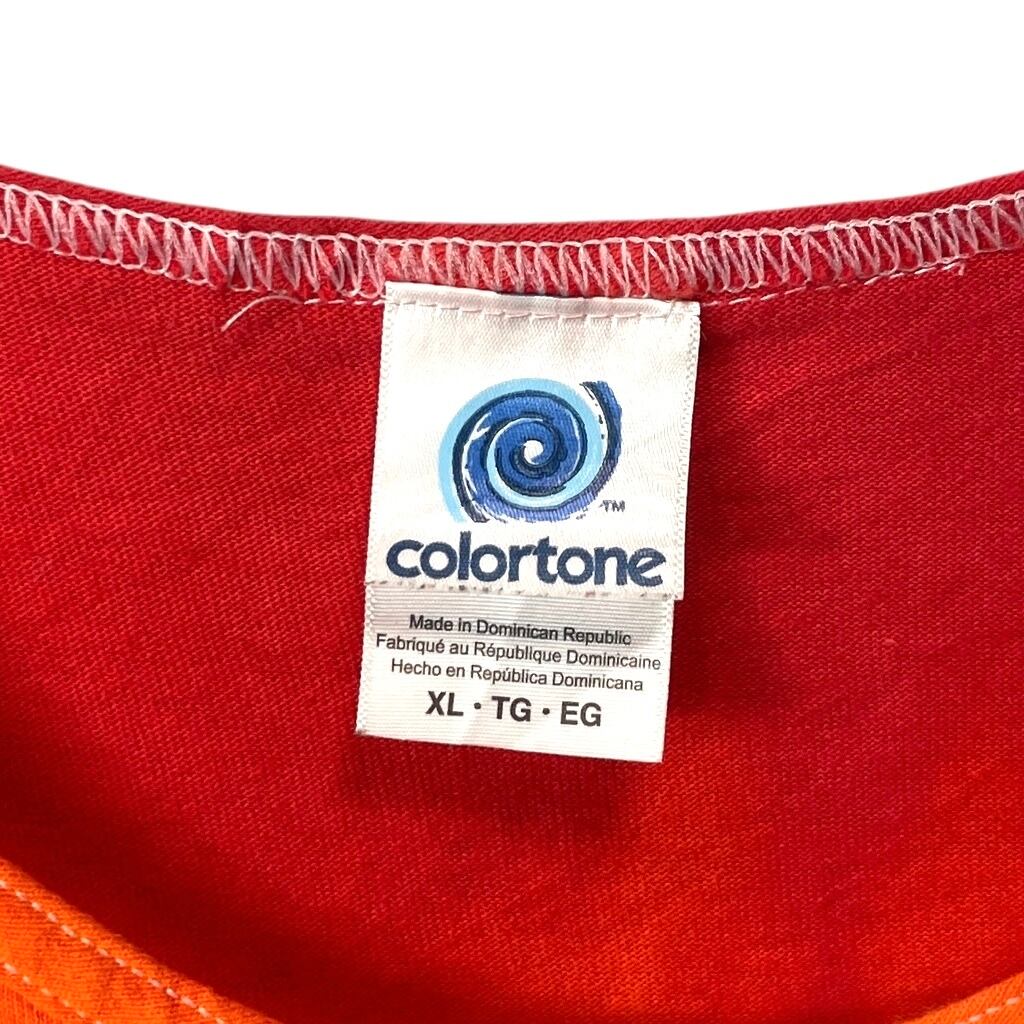 TM
colortone
Made in Dominican Republic
Fabriqué au République Dominicaine
Hecho en República Dominicana
XL · TG · EG